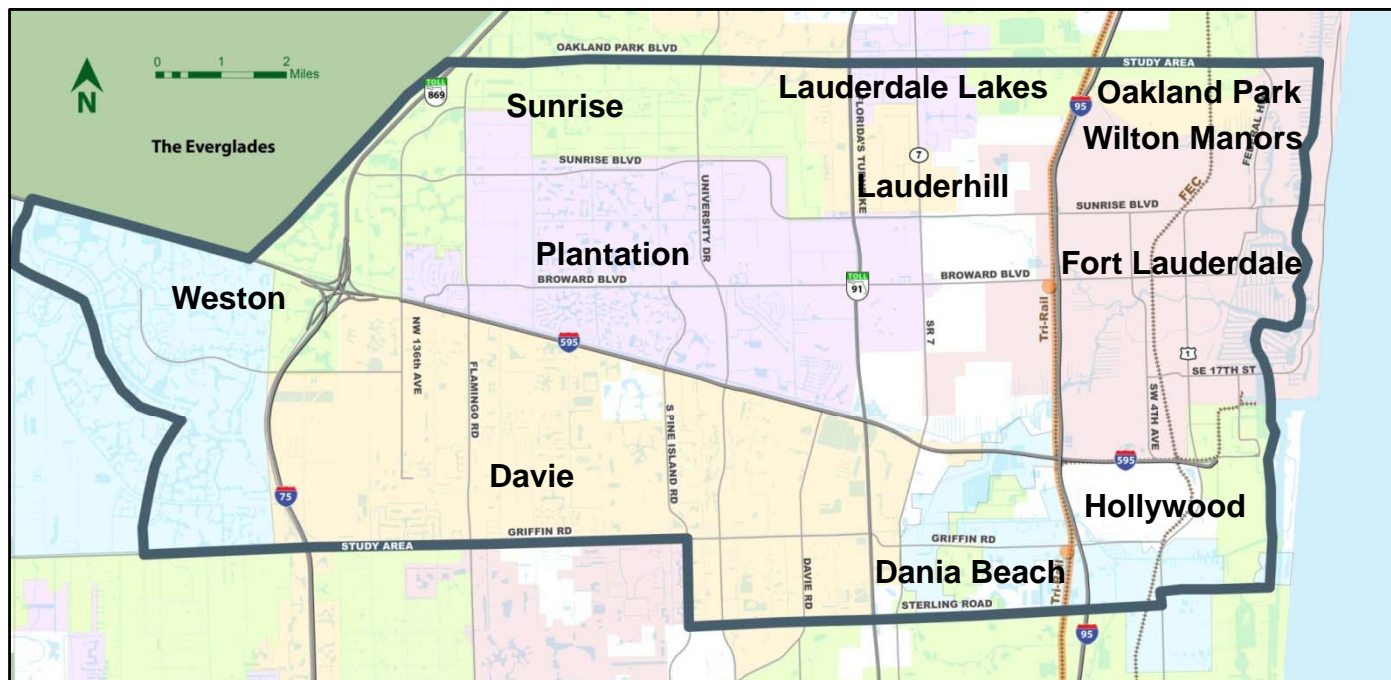 OAKLAND PARK BLVD
STUDY AREA
TOLL
869
0 1 2
Miles
N
The Everglades
Sunrise
Lauderdale Lakes
95
Oakland Park
Wilton Manors
FLORIDA'S TURNPIKE
7
SUNRISE BLVD
UNIVERSITY DR
Lauderhill
FEC
SUNRISE BLVD
Plantation
Fort Lauderdale
BROWARD BLVD
BROWARD BLVD
TOLL
91
Weston
Tri-Rail
SR 7
595
NW 136th AVE
FLAMINGO RD
1
SE 17TH ST
S PINE ISLAND RD
SW 4TH AVE
595
Davie
75
Hollywood
GRIFFIN RD
GRIFFIN RD
STUDY AREA
DAVIE RD
Dania Beach
Tri-Rail
STERLING ROAD
95